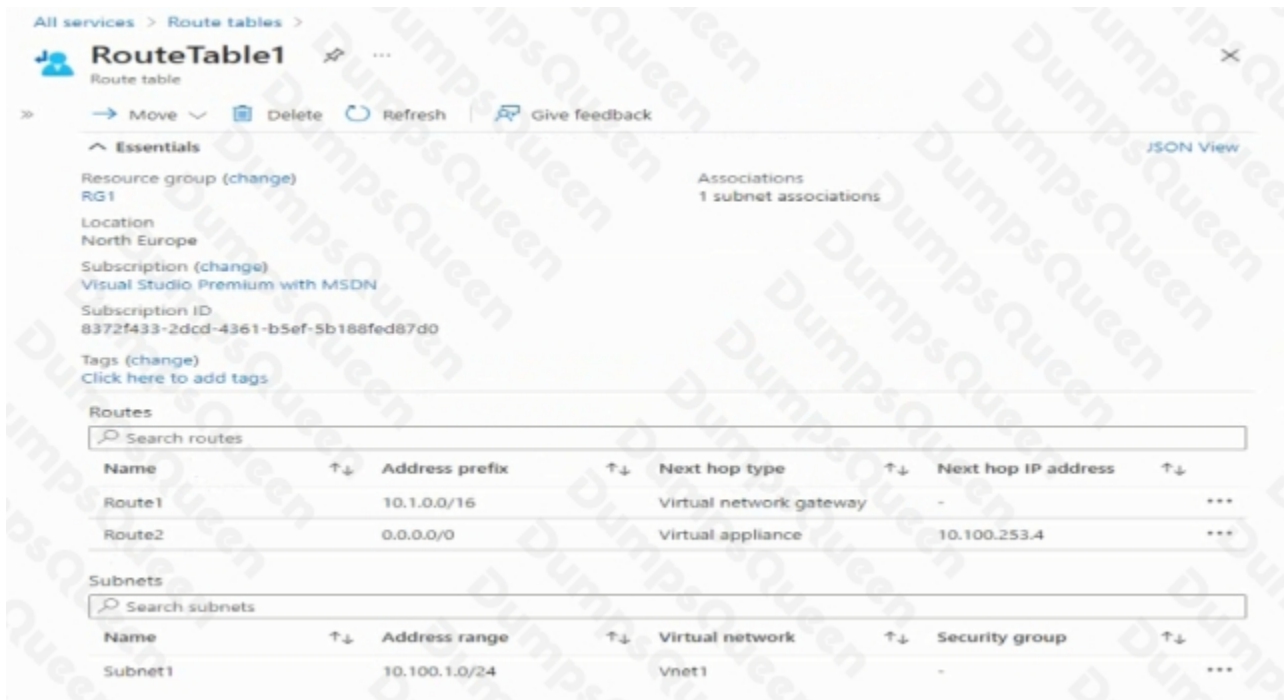 All services > Route tables >
RouteTable1 ...
Route table
Move Delete Refresh Give feedback
Essentials JSON View
Resource group (change) Associations
RG1 1 subnet associations
Location
North Europe
Subscription (change)
Visual Studio Premium with MSDN
Subscription ID
8372f433-2dcd-4361-b5ef-5b188fed87d0
Tags (change)
Click here to add tags
Routes
Search routes
Name Address prefix Next hop type Next hop IP address
Route1 10.1.0.0/16 Virtual network gateway -
Route2 0.0.0.0/0 Virtual appliance 10.100.253.4
Subnets
Search subnets
Name Address range Virtual network Security group
Subnet1 10.100.1.0/24 Vnet1 -
DumpsQueen